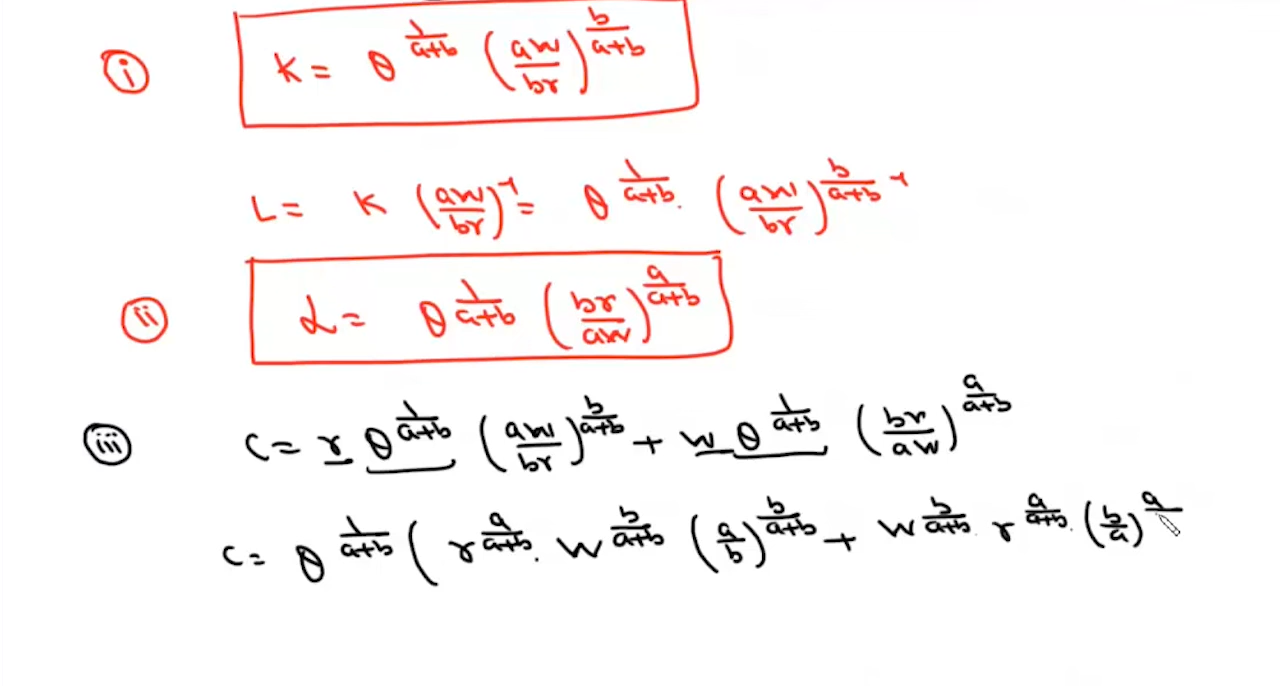 (i) K = θ^(1/(a+b)) (aw/br)^(b/(a+b))
L = K (aw/br)^-1 = θ^(1/(a+b)) . (aw/br)^(b/(a+b) -1)
(ii) L = θ^(1/(a+b)) (br/aw)^(a/(a+b))
(iii) C = r θ^(1/(a+b)) (aw/br)^(b/(a+b)) + w θ^(1/(a+b)) (br/aw)^(a/(a+b))
C = θ^(1/(a+b)) ( r^(a/(a+b)) . w^(b/(a+b)) (a/b)^(b/(a+b)) + w^(b/(a+b)) . r^(a/(a+b)) . (b/a)^(a/